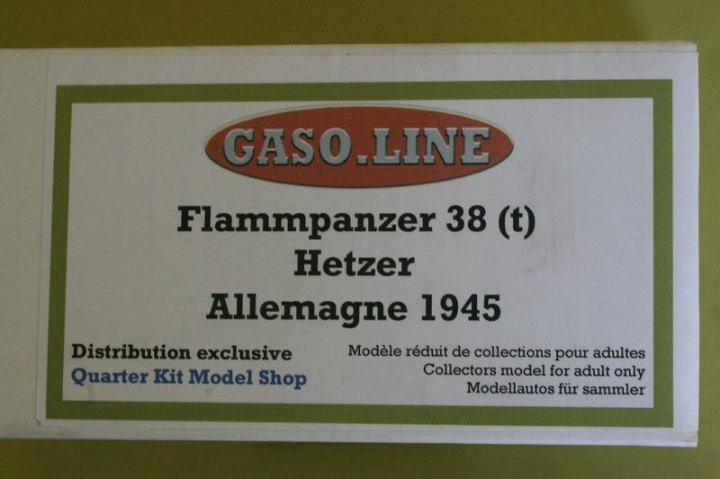 GASO.LINE
Flammpanzer 38 (t)
Hetzer
Allemagne 1945
Distribution exclusive
Quarter Kit Model Shop
Modèle réduit de collections pour adultes
Collectors model for adult only
Modellautos für sammler